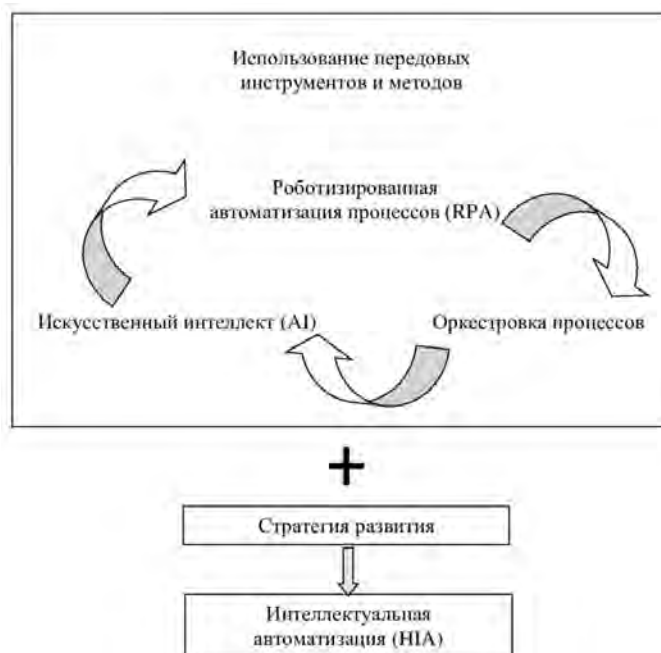 Использование передовых
инструментов и методов
Роботизированная
автоматизация процессов (RPA)
Искусственный интеллект (AI)
Оркестровка процессов
+
Стратегия развития
Интеллектуальная
автоматизация (HIA)